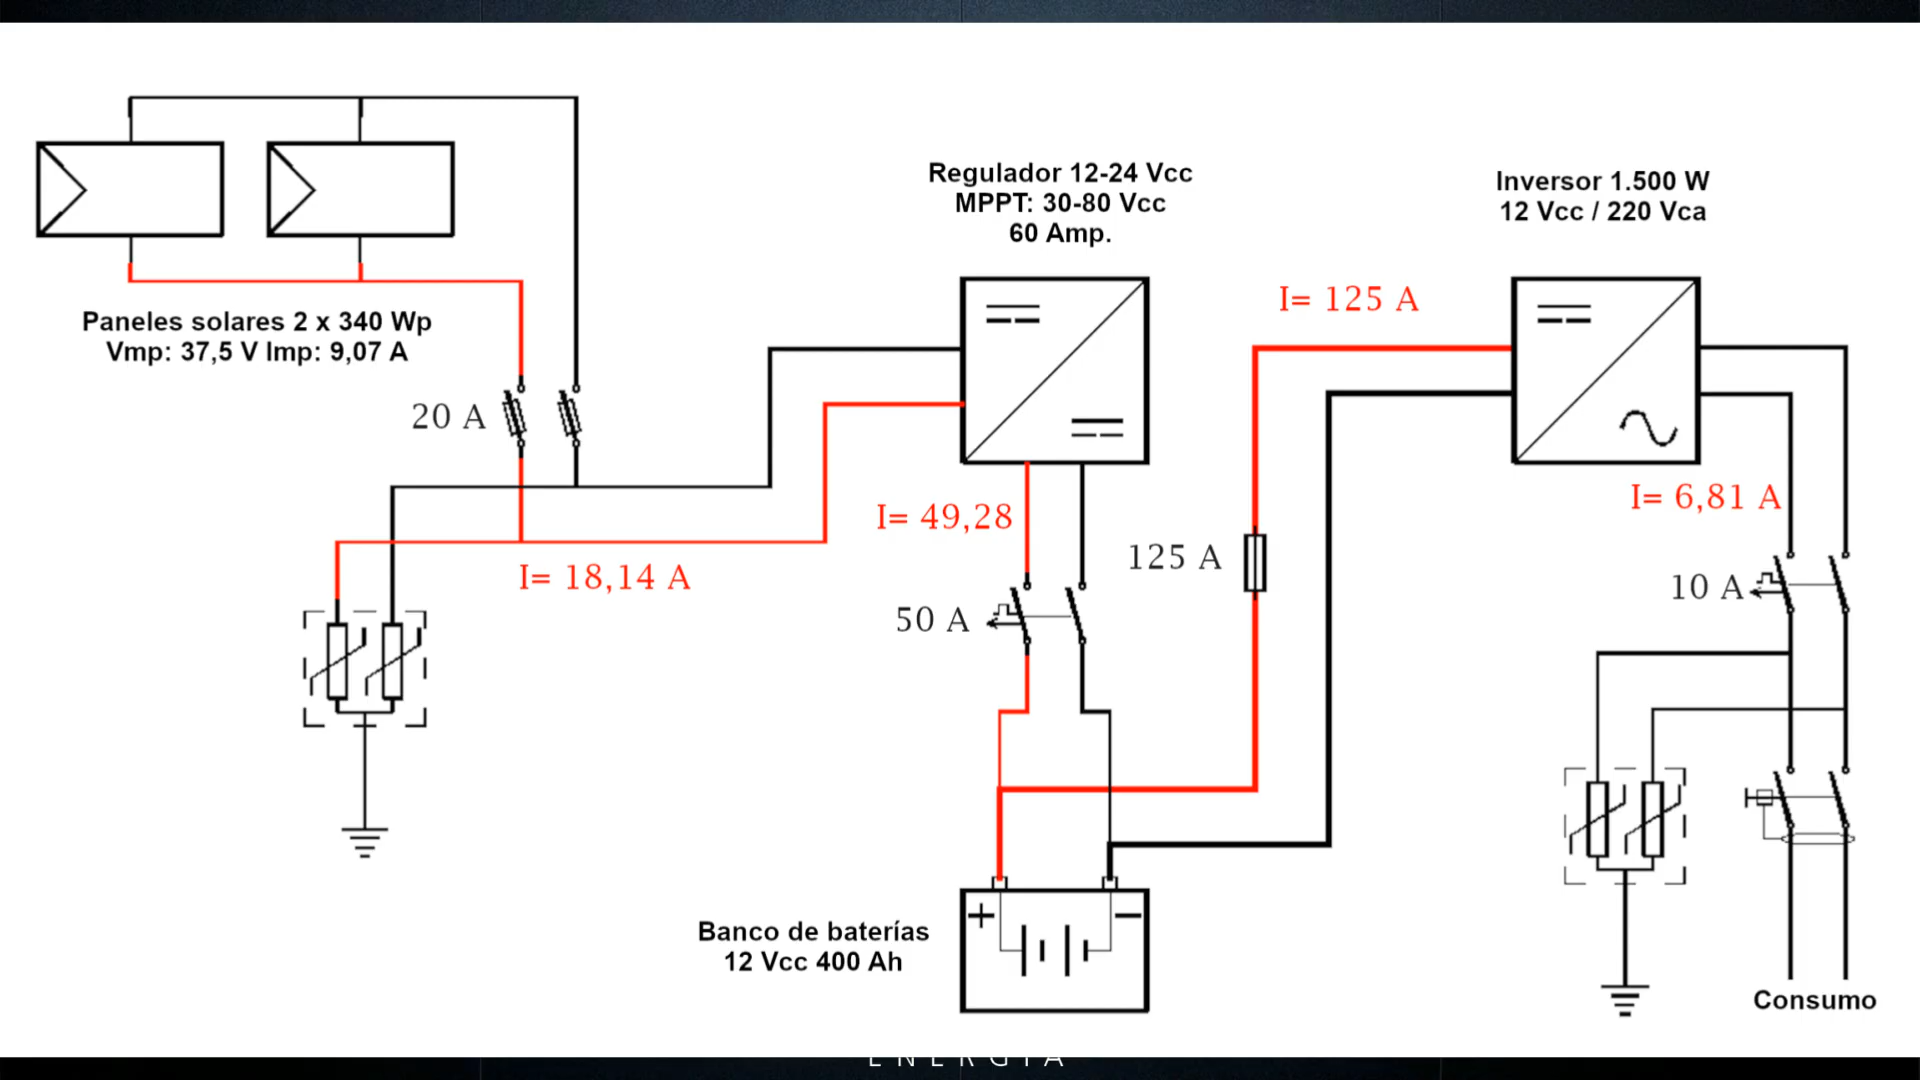 Paneles solares 2 x 340 Wp
Vmp: 37,5 V Imp: 9,07 A
20 A
I= 18,14 A
Regulador 12-24 Vcc
MPPT: 30-80 Vcc
60 Amp.
I= 49,28
50 A
Banco de baterías
12 Vcc 400 Ah
+
−
I= 125 A
125 A
Inversor 1.500 W
12 Vcc / 220 Vca
I= 6,81 A
10 A
Consumo
ENERGÍA